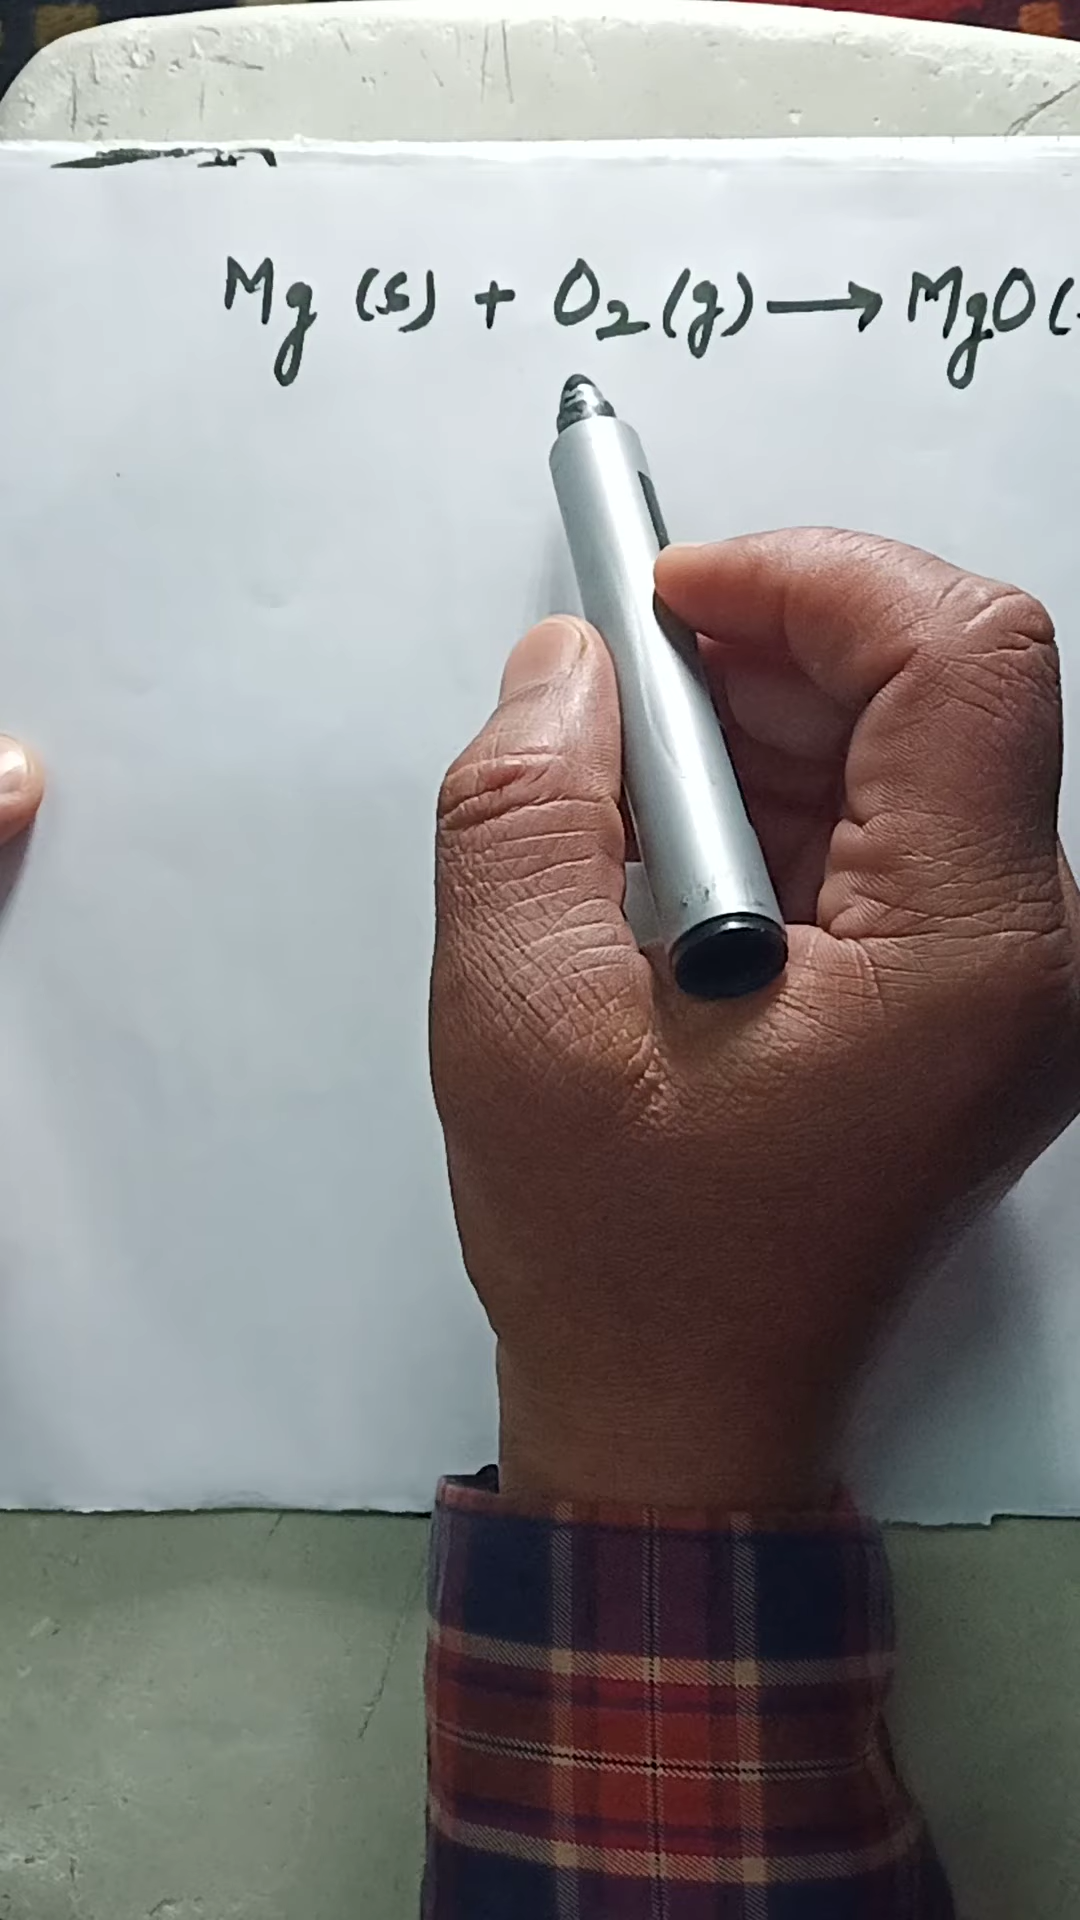 Mg (s) + O₂ (g) → MgO (